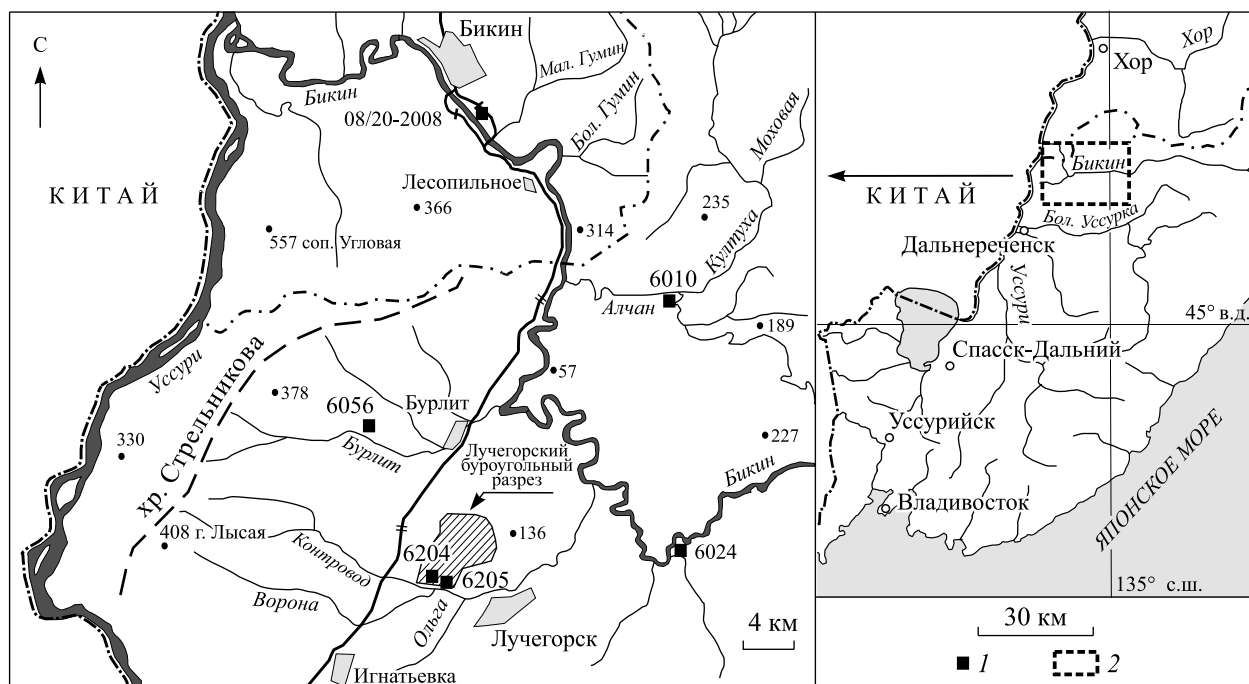 С
Бикин
Бикин
Мал. Гумин
Бол. Гумин
Моховая
08/20-2008
Лесопильное
КИТАЙ
366
557 соп. Угловая
314
235
Култуха
6010
Алчан
189
Уссури
хр. Стрельникова
378
57
6056
Бурлит
Бурлит
330
227
Лучегорский
буроугольный
разрез
Бикин
408 г. Лысая
136
Контровод
6204
6205
6024
Ворона
Ольга
Лучегорск
Игнатьевка
4 км
Хор
Хор
Бикин
КИТАЙ
Бол. Уссурка
Дальнереченск
Уссури
45° в.д.
Спасск-Дальний
Уссурийск
Владивосток
ЯПОНСКОЕ МОРЕ
135° с.ш.
30 км
1
2